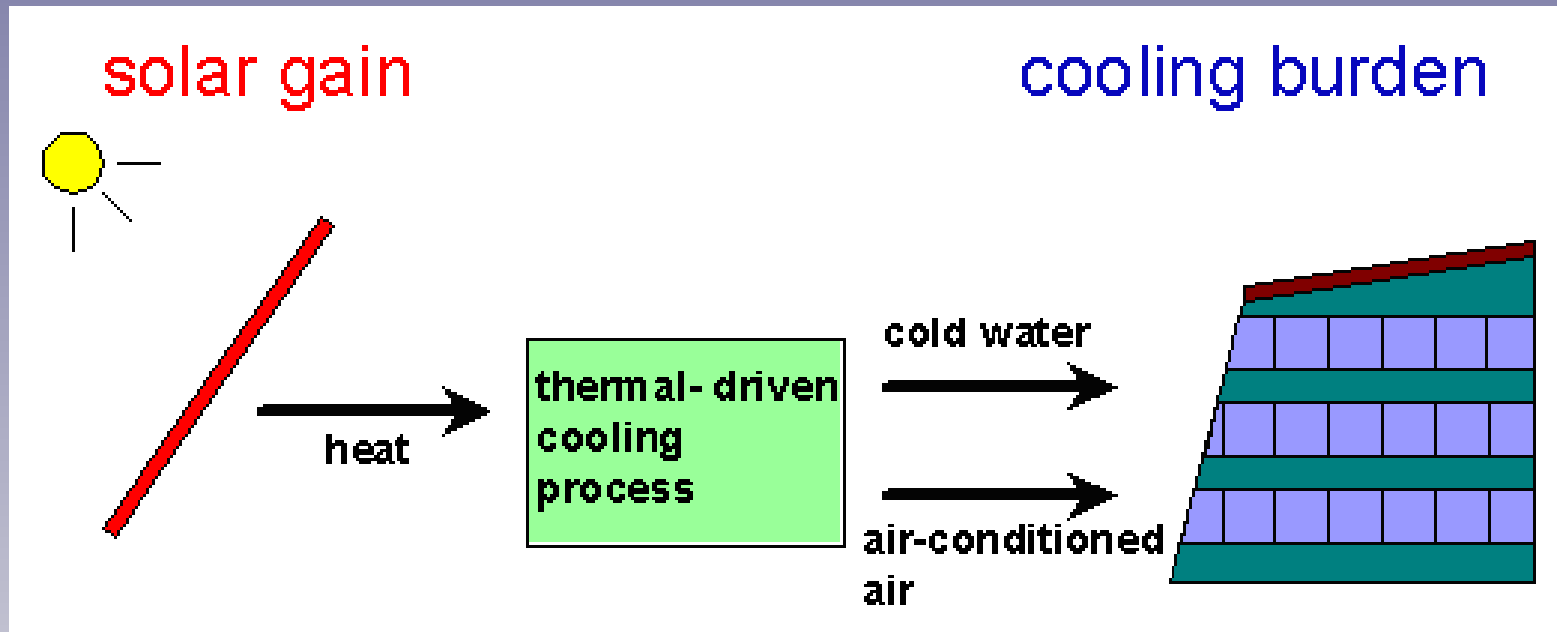 solar gain
cooling burden
heat
thermal- driven
cooling
process
cold water
air-conditioned
air